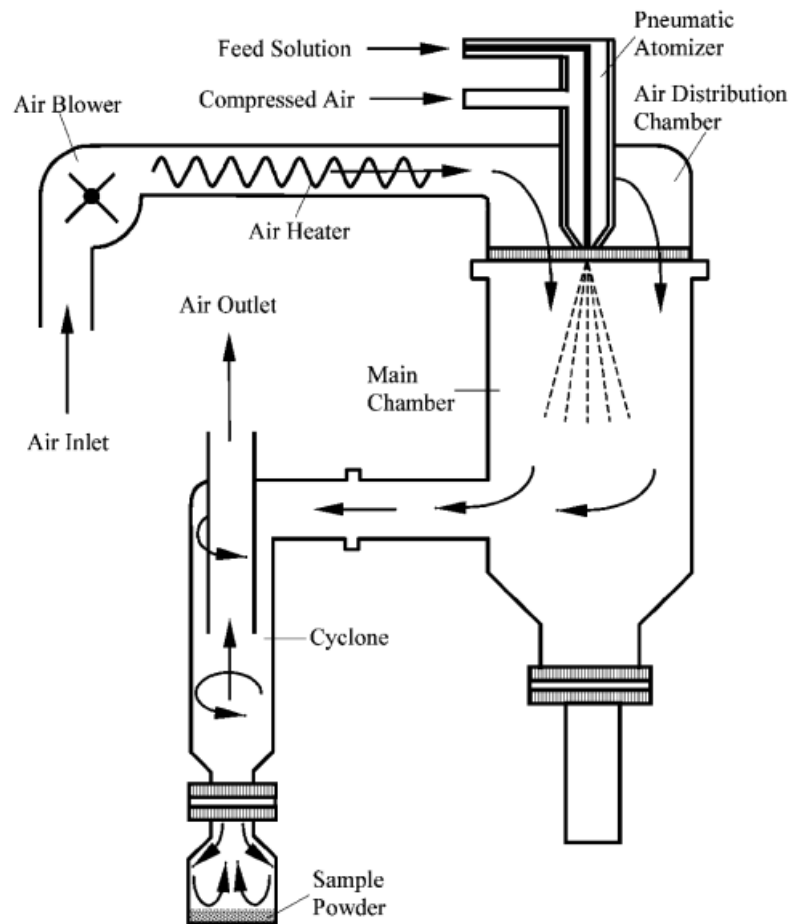 Feed Solution
Pneumatic
Atomizer
Compressed Air
Air Distribution
Chamber
Air Blower
Air Heater
Air Outlet
Main
Chamber
Air Inlet
Cyclone
Sample
Powder